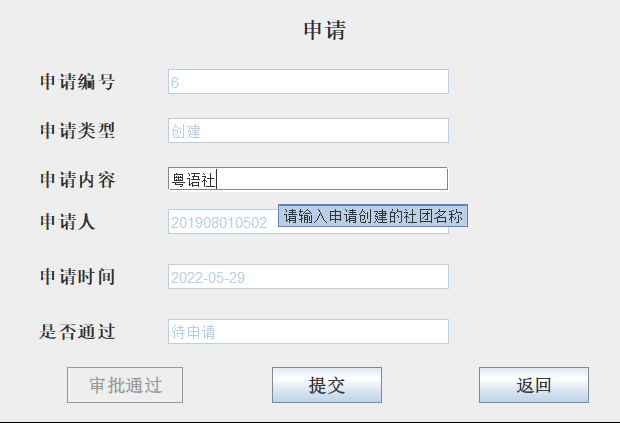 申请
申请编号 6
申请类型 创建
申请内容 粤语社
请输入申请创建的社团名称
申请人 201908010502
申请时间 2022-05-29
是否通过 待申请
审批通过 提交 返回